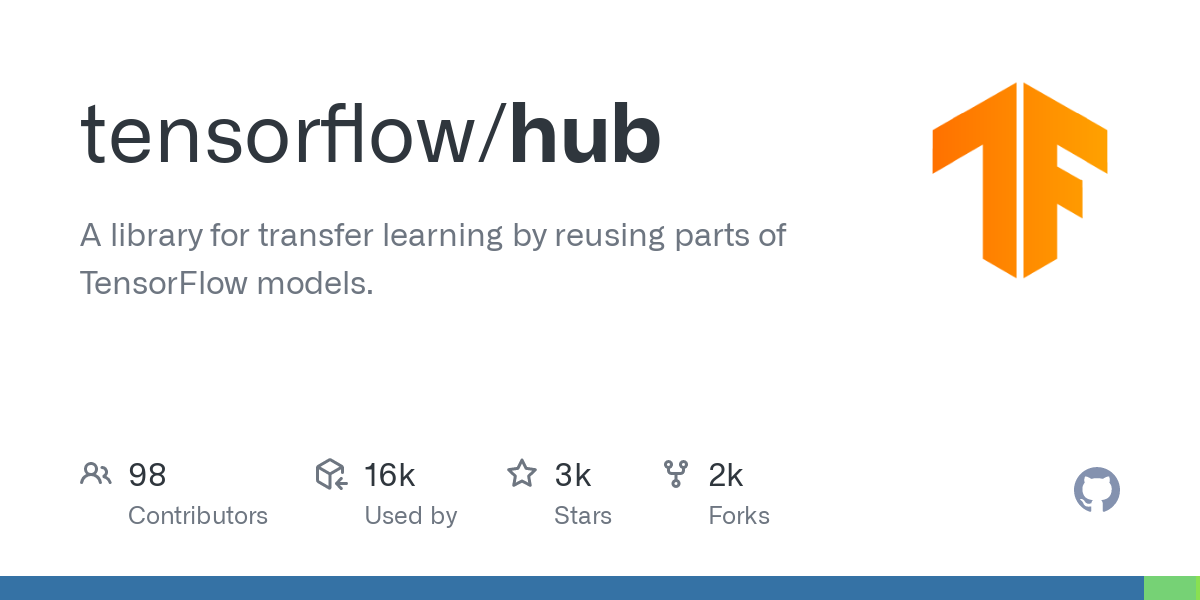 tensorflow/hub
A library for transfer learning by reusing parts of
TensorFlow models.
98 16k 3k 2k
Contributors Used by Stars Forks